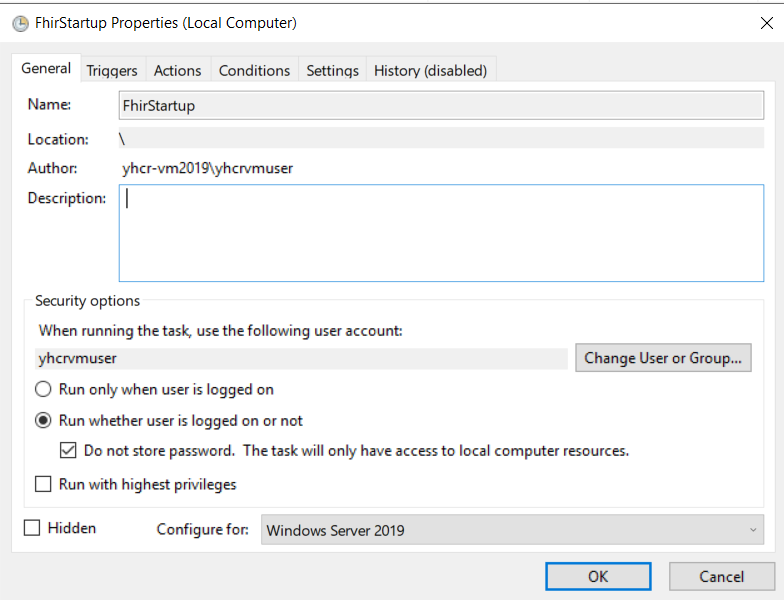 FhirStartup Properties (Local Computer)
General Triggers Actions Conditions Settings History (disabled)
Name: FhirStartup
Location: \
Author: yhcr-vm2019\yhcrvmuser
Description:
Security options
When running the task, use the following user account:
yhcrvmuser Change User or Group...
Run only when user is logged on
Run whether user is logged on or not
Do not store password. The task will only have access to local computer resources.
Run with highest privileges
Hidden Configure for: Windows Server 2019
OK Cancel